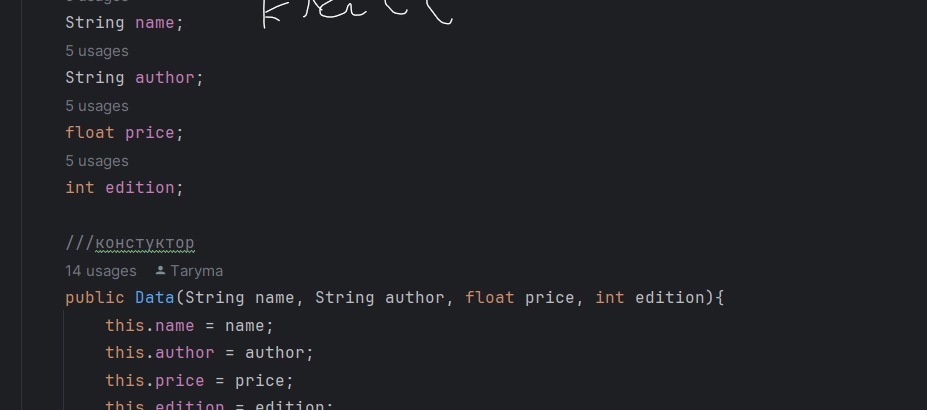 String name;
5 usages
String author;
5 usages
float price;
5 usages
int edition;
///констуктор
14 usages Taryma
public Data(String name, String author, float price, int edition){
this.name = name;
this.author = author;
this.price = price;
this.edition = edition;